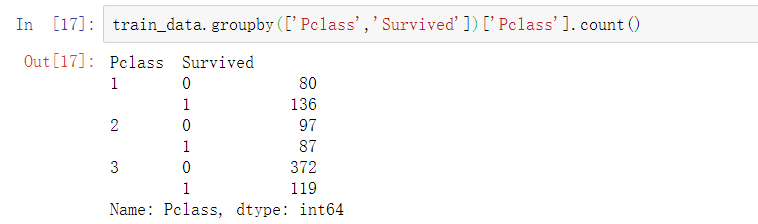 In [17]: train_data.groupby(['Pclass','Survived'])['Pclass'].count()
Out[17]: Pclass Survived
1 0 80
1 136
2 0 97
1 87
3 0 372
1 119
Name: Pclass, dtype: int64